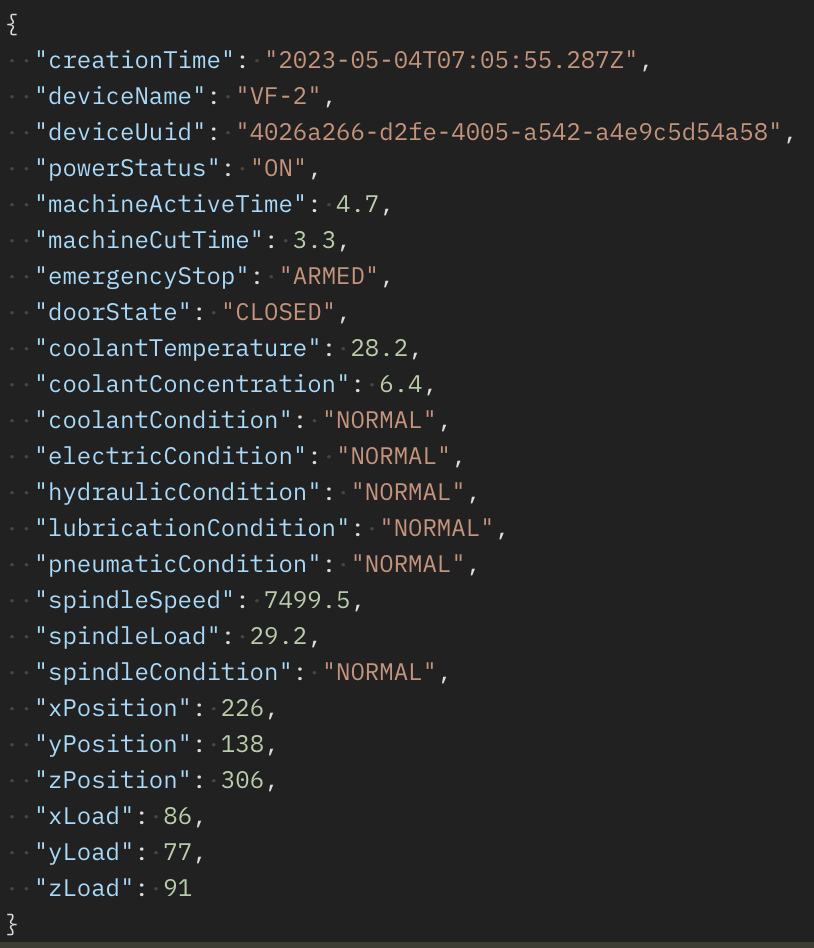 {
  "creationTime": "2023-05-04T07:05:55.287Z",
  "deviceName": "VF-2",
  "deviceUuid": "4026a266-d2fe-4005-a542-a4e9c5d54a58",
  "powerStatus": "ON",
  "machineActiveTime": 4.7,
  "machineCutTime": 3.3,
  "emergencyStop": "ARMED",
  "doorState": "CLOSED",
  "coolantTemperature": 28.2,
  "coolantConcentration": 6.4,
  "coolantCondition": "NORMAL",
  "electricCondition": "NORMAL",
  "hydraulicCondition": "NORMAL",
  "lubricationCondition": "NORMAL",
  "pneumaticCondition": "NORMAL",
  "spindleSpeed": 7499.5,
  "spindleLoad": 29.2,
  "spindleCondition": "NORMAL",
  "xPosition": 226,
  "yPosition": 138,
  "zPosition": 306,
  "xLoad": 86,
  "yLoad": 77,
  "zLoad": 91
}